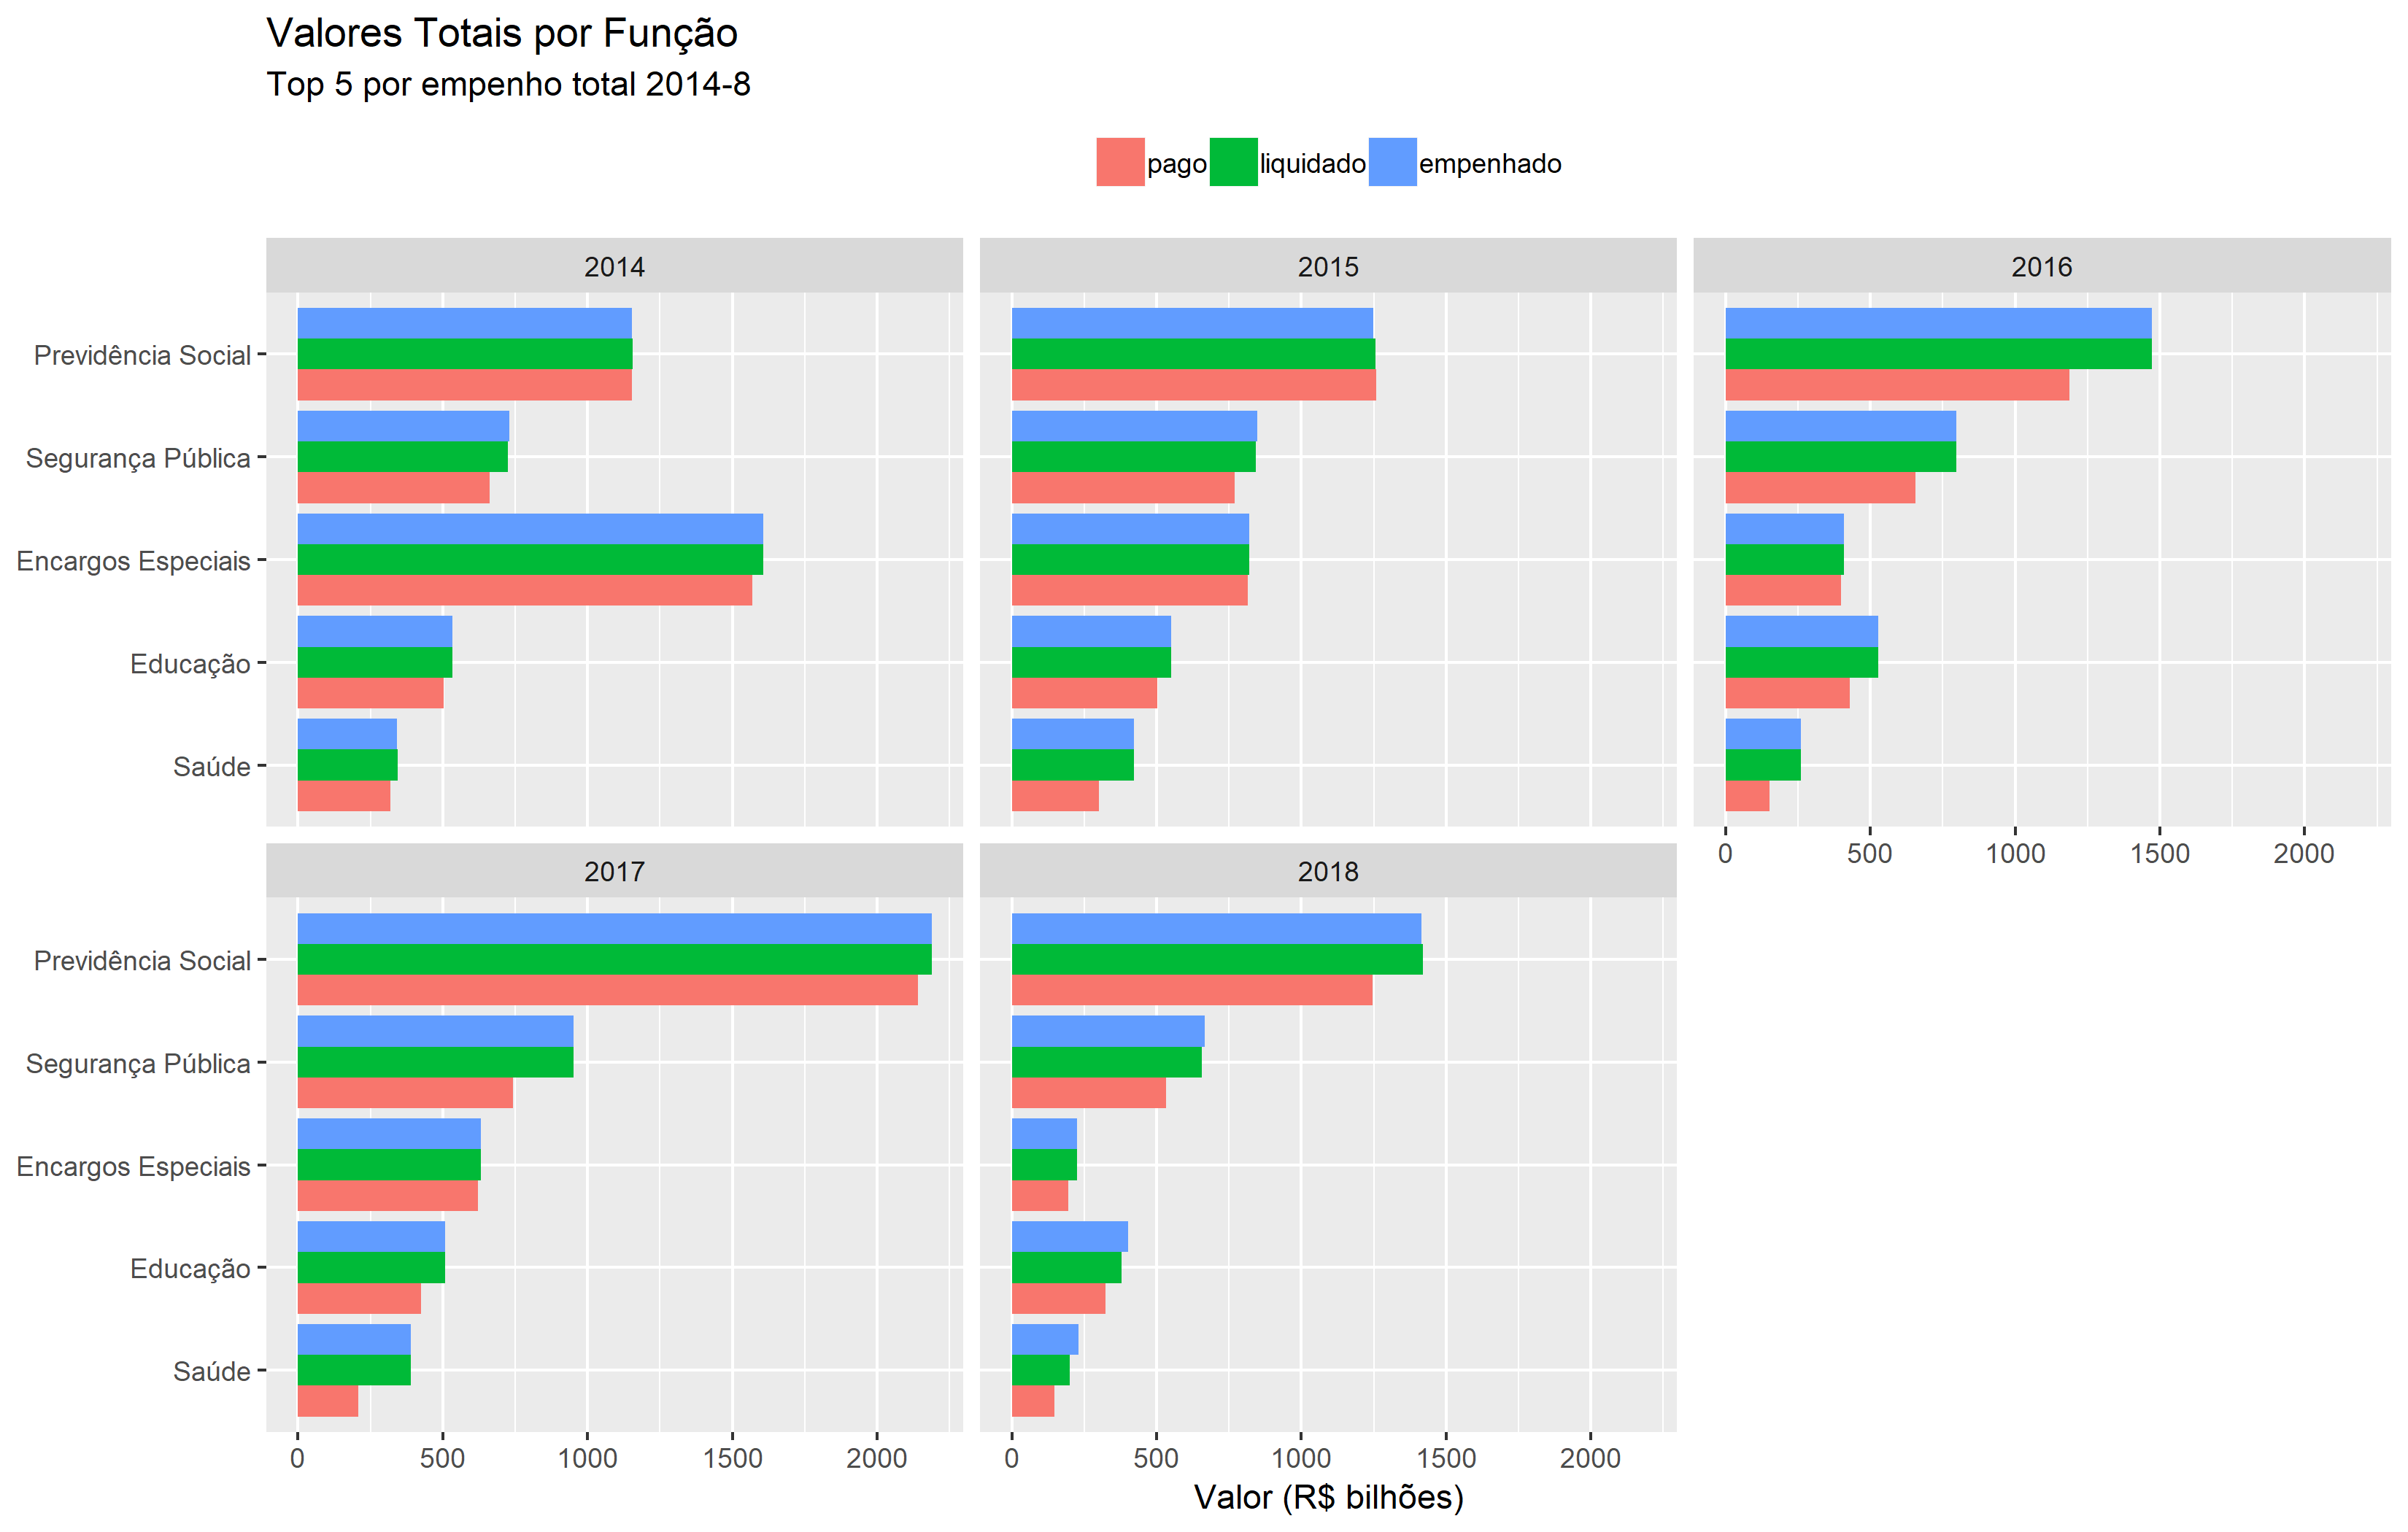 Valores Totais por Função
Top 5 por empenho total 2014-8
pago liquidado empenhado
2014 2015 2016
Previdência Social
Segurança Pública
Encargos Especiais
Educação
Saúde
0 500 1000 1500 2000
2017 2018
Previdência Social
Segurança Pública
Encargos Especiais
Educação
Saúde
0 500 1000 1500 2000 0 500 1000 1500 2000
Valor (R$ bilhões)